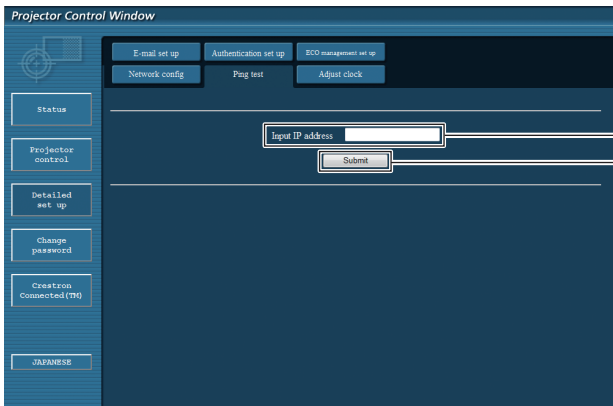 Projector Control Window
E-mail set up
Authentication set up
ECO management set up
Network config
Ping test
Adjust clock
Status
Projector
control
Detailed
set up
Change
password
Crestron
Connected(TM)
JAPANESE
Input IP address
Submit